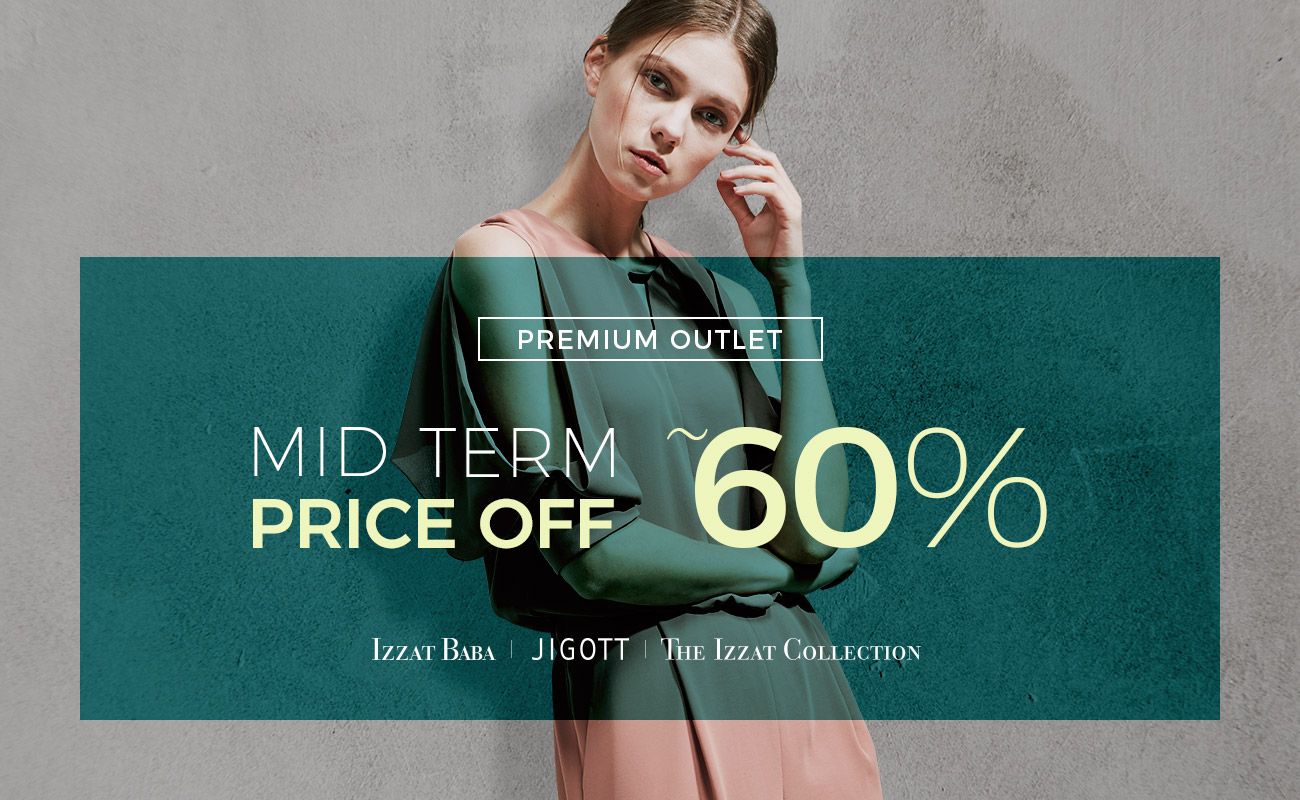 PREMIUM OUTLET
MID TERM
PRICE OFF
~60%
IZZAT BABA | JIGOTT | THE IZZAT COLLECTION